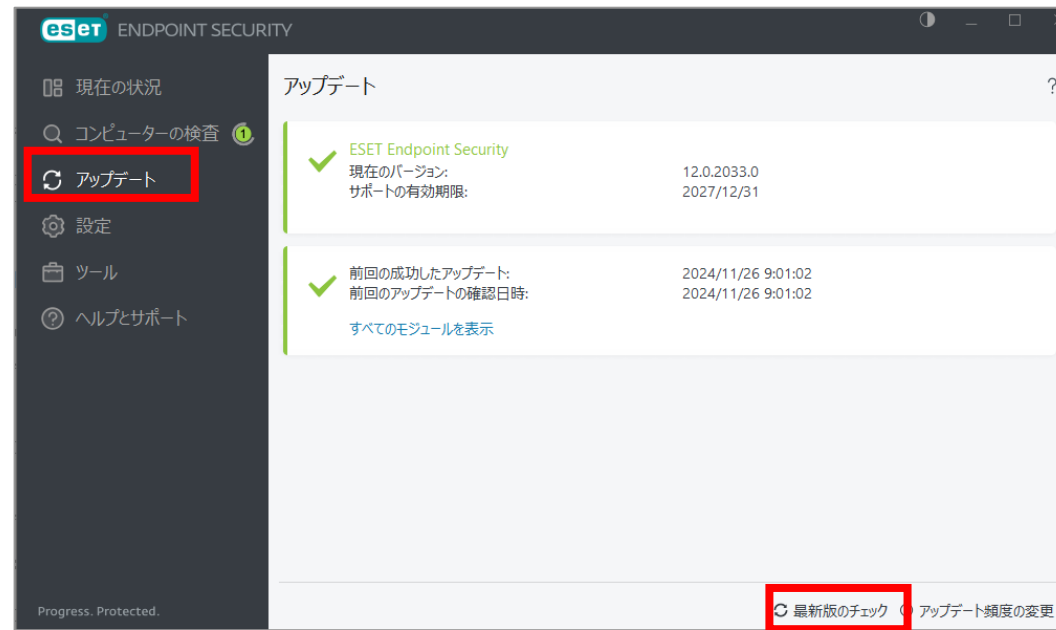 eset ENDPOINT SECURITY
現在の状況
コンピューターの検査 1
アップデート
設定
ツール
ヘルプとサポート
Progress. Protected.
アップデート
?
ESET Endpoint Security
現在のバージョン: 12.0.2033.0
サポートの有効期限: 2027/12/31
前回の成功したアップデート: 2024/11/26 9:01:02
前回のアップデートの確認日時: 2024/11/26 9:01:02
すべてのモジュールを表示
最新版のチェック アップデート頻度の変更